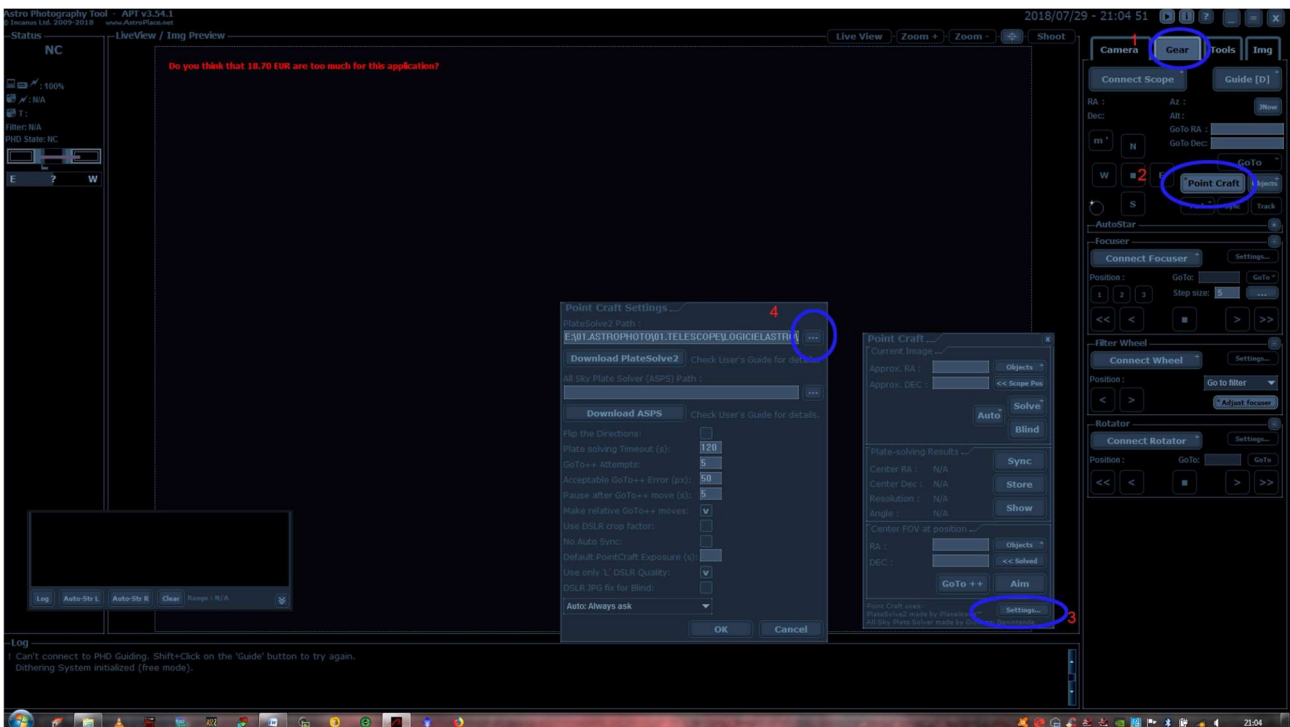 Astro Photography Tool - APT v3.54.1
© Incanus Ltd. 2009-2018 www.AstroPlace.net
2018/07/29 - 21:04 51
Status
NC
: 100%
: N/A
T :
Filter: N/A
PHD State: NC
E ? W
LiveView / Img Preview
Live View Zoom + Zoom - Shoot
Do you think that 18.70 EUR are too much for this application?
1
Camera Gear Tools Img
Connect Scope Guide [D]
RA : Az : JNow
Dec: Alt :
GoTo RA :
GoTo Dec:
m' N
GoTo
W 2 E Point Craft Objects
S Sync Track
AutoStar
Focuser
Connect Focuser Settings...
Position : GoTo: GoTo
1 2 3 Step size: 5 ...
<< < > >>
Filter Wheel
Connect Wheel Settings...
Position : Go to filter
< > Adjust focuser
Rotator
Connect Rotator Settings...
Position : GoTo: GoTo
<< < > >>
Point Craft Settings
4
PlateSolve2 Path :
E:\01.ASTROPHOTO\01.TELESCOPE\LOGICIELASTRO\ ...
Download PlateSolve2 Check User's Guide for details.
All Sky Plate Solver (ASPS) Path :
...
Download ASPS Check User's Guide for details.
Flip the Directions:
Plate solving Timeout (s): 120
GoTo++ Attempts: 5
Acceptable GoTo++ Error (px): 50
Pause after GoTo++ move (s): 5
Make relative GoTo++ moves: v
Use DSLR crop factor:
No Auto Sync:
Default PointCraft Exposure (s):
Use only 'L' DSLR Quality: v
DSLR JPG fix for Blind:
Auto: Always ask
OK Cancel
Point Craft x
Current Image
Approx. RA : Objects
Approx. DEC : << Scope Pos
Auto Solve
Blind
Plate-solving Results
Sync
Center RA : N/A
Center Dec : N/A Store
Resolution : N/A
Angle : N/A Show
Center FOV at position
RA : Objects
DEC : << Solved
GoTo ++ Aim
Point Craft uses:
Settings... 3
PlateSolve2 made by
All Sky Plate Solver made by
Log Auto-Str L Auto-Str R Clear Range : N/A
Log
! Can't connect to PHD Guiding. Shift+Click on the 'Guide' button to try again.
Dithering System initialized (free mode).
21:04